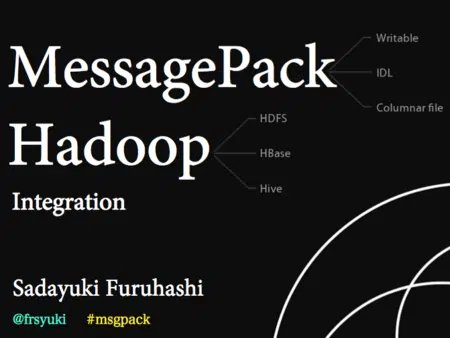 MessagePack
Writable
IDL
Columnar file
Hadoop
HDFS
HBase
Hive
Integration
Sadayuki Furuhashi
@frsyuki #msgpack